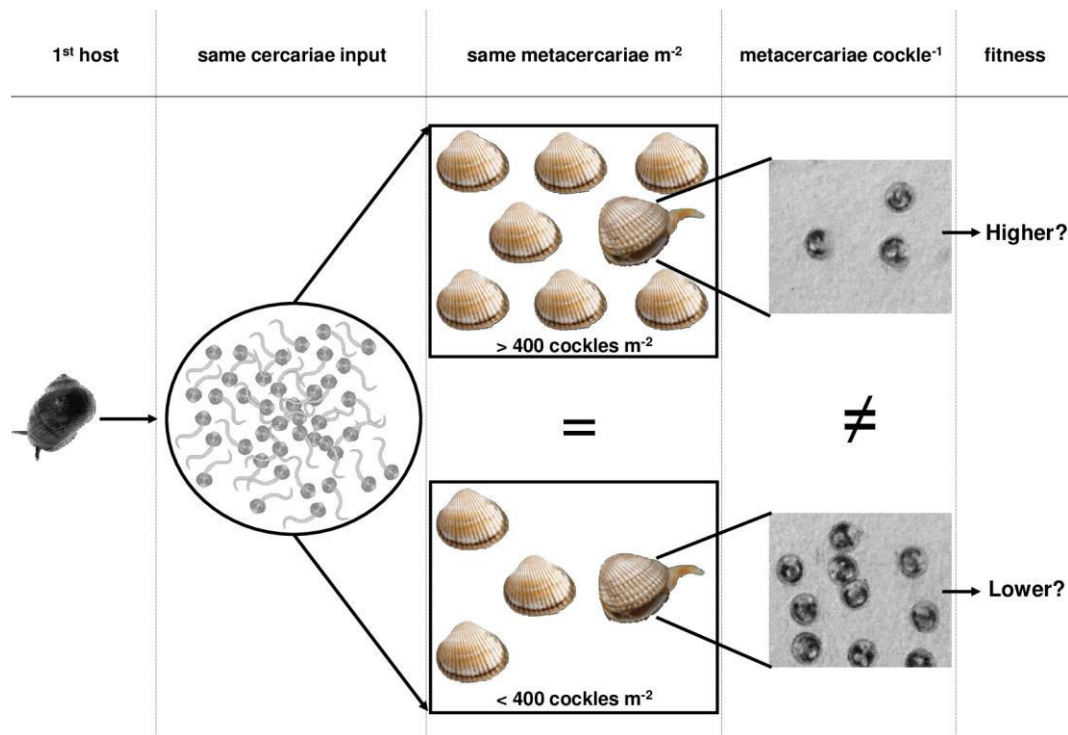 1st host
same cercariae input
same metacercariae m-2
metacercariae cockle-1
fitness
> 400 cockles m-2
Higher?
=
≠
< 400 cockles m-2
Lower?